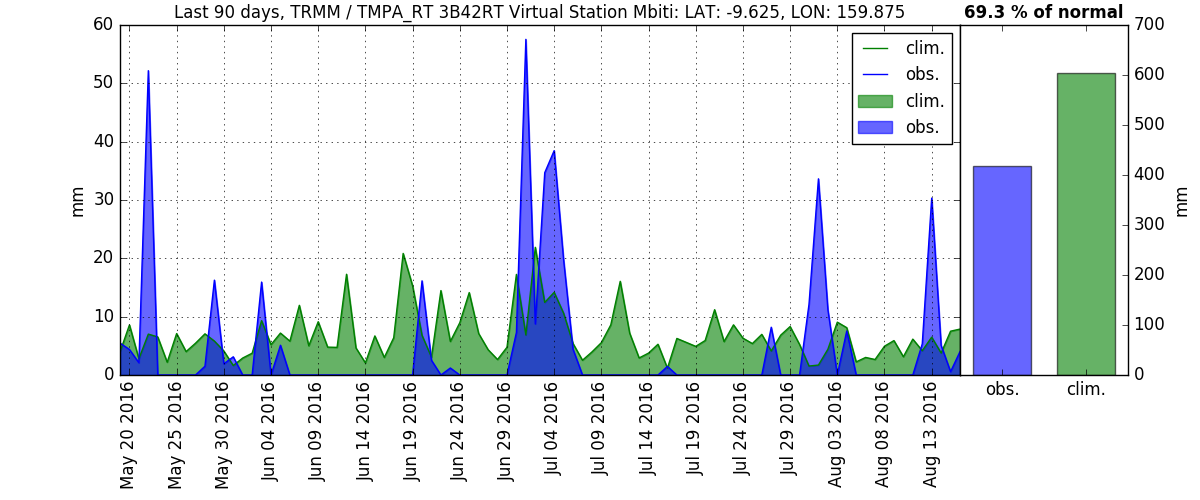 Last 90 days, TRMM / TMPA_RT 3B42RT Virtual Station Mbiti: LAT: -9.625, LON: 159.875
69.3 % of normal
60
50
40
30
20
10
0
mm
clim.
obs.
clim.
obs.
700
600
500
400
300
200
100
0
mm
obs.
clim.
May 20 2016
May 25 2016
May 30 2016
Jun 04 2016
Jun 09 2016
Jun 14 2016
Jun 19 2016
Jun 24 2016
Jun 29 2016
Jul 04 2016
Jul 09 2016
Jul 14 2016
Jul 19 2016
Jul 24 2016
Jul 29 2016
Aug 03 2016
Aug 08 2016
Aug 13 2016